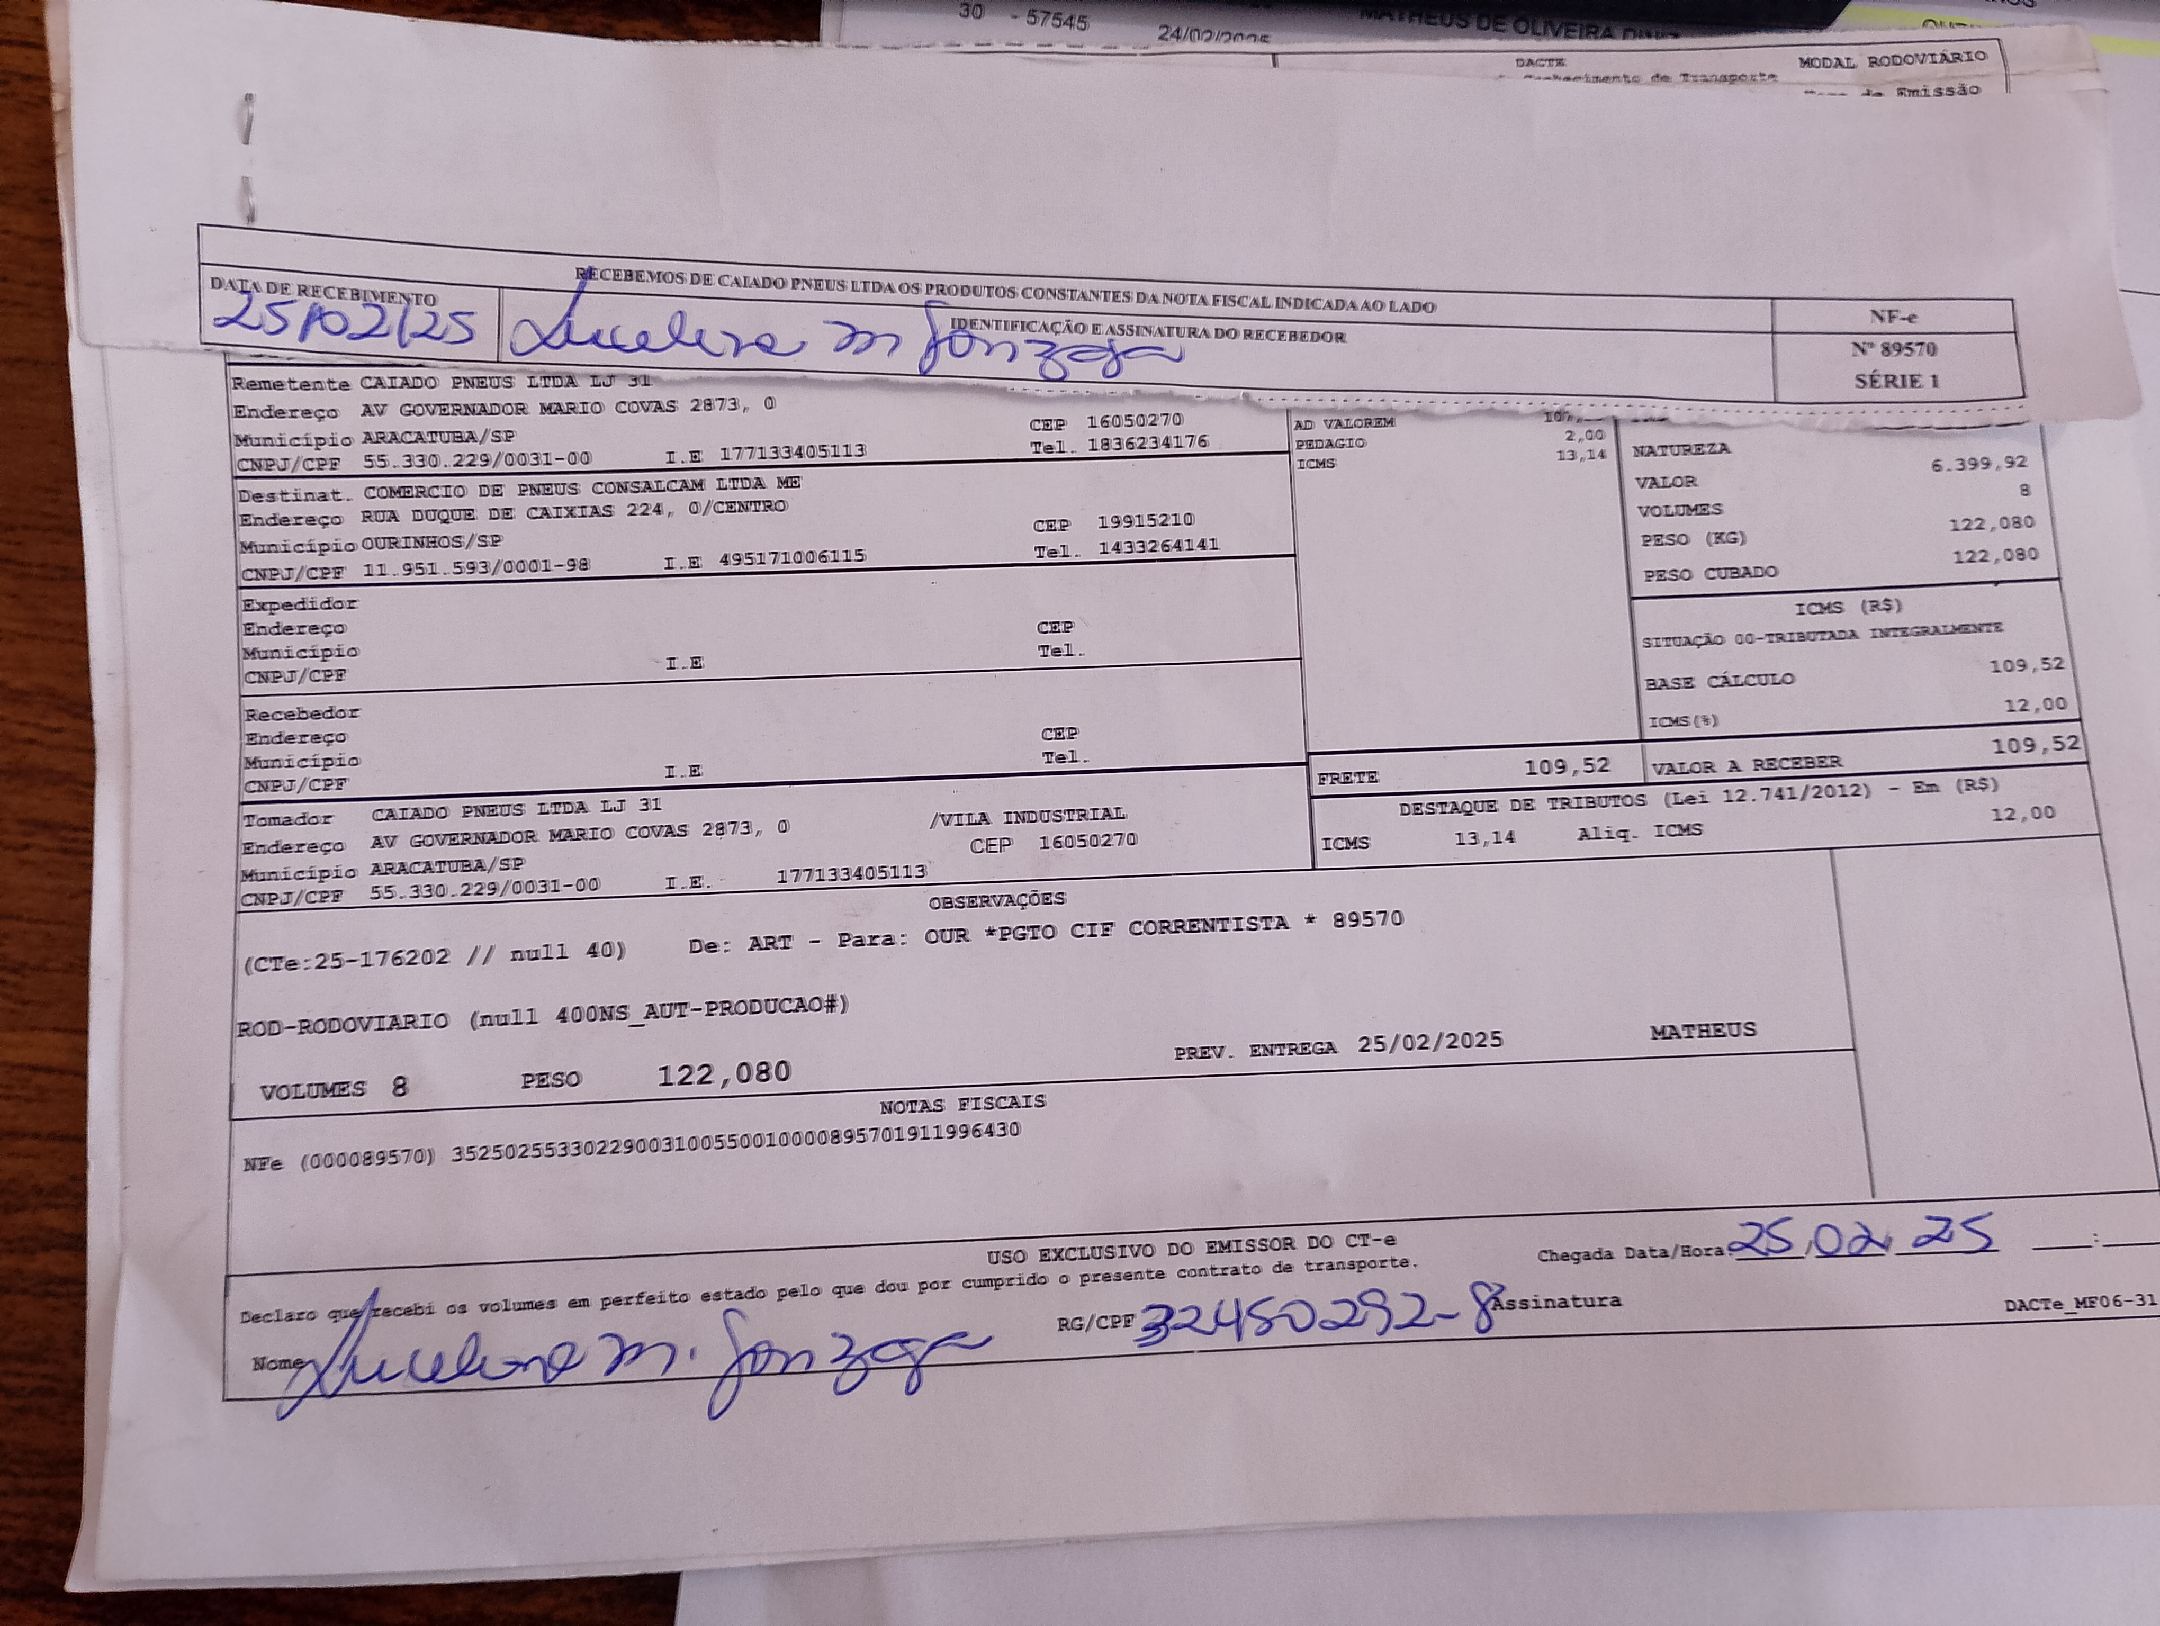 30 - 57545 24/02/2025 MATHEUS DE OLIVEIRA
DACTE MODAL RODOVIÁRIO
Conhecimento de Transporte
de Emissão
RECEBEMOS DE CAIADO PNEUS LTDA OS PRODUTOS CONSTANTES DA NOTA FISCAL INDICADA AO LADO
DATA DE RECEBIMENTO IDENTIFICAÇÃO E ASSINATURA DO RECEBEDOR
25/02/25 m Gonzaga
NF-e
Nº 89570
SÉRIE 1
Remetente CAIADO PNEUS LTDA LJ 31
Endereço AV GOVERNADOR MARIO COVAS 2873, 0
Município ARACATUBA/SP CEP 16050270
CNPJ/CPF 55.330.229/0031-00 I.E 177133405113 Tel. 1836234176
Destinat. COMERCIO DE PNEUS CONSALCAM LTDA ME
Endereço RUA DUQUE DE CAIXIAS 224, 0/CENTRO
Município OURINHOS/SP CEP 19915210
CNPJ/CPF 11.951.593/0001-98 I.E 495171006115 Tel. 1433264141
Expedidor
Endereço
Município CEP
CNPJ/CPF I.E Tel.
Recebedor
Endereço
Município CEP
CNPJ/CPF I.E Tel.
Tomador CAIADO PNEUS LTDA LJ 31
Endereço AV GOVERNADOR MARIO COVAS 2873, 0 /VILA INDUSTRIAL
Município ARACATUBA/SP CEP 16050270
CNPJ/CPF 55.330.229/0031-00 I.E. 177133405113
AD VALOREM
PEDAGIO 2,00
ICMS 13,14
NATUREZA
VALOR 6.399,92
VOLUMES 8
PESO (KG) 122,080
PESO CUBADO 122,080
ICMS (R$)
SITUAÇÃO 00-TRIBUTADA INTEGRALMENTE
BASE CÁLCULO 109,52
ICMS(%) 12,00
FRETE 109,52 VALOR A RECEBER 109,52
DESTAQUE DE TRIBUTOS (Lei 12.741/2012) - Em (R$)
ICMS 13,14 Aliq. ICMS 12,00
OBSERVAÇÕES
(CTe:25-176202 // null 40) De: ART - Para: OUR *PGTO CIF CORRENTISTA * 89570
ROD-RODOVIARIO (null 400NS_AUT-PRODUCAO#)
VOLUMES 8 PESO 122,080 PREV. ENTREGA 25/02/2025 MATHEUS
NOTAS FISCAIS
NFe (000089570) 35250255330229003100550010000895701911996430
USO EXCLUSIVO DO EMISSOR DO CT-e
Declaro que recebi os volumes em perfeito estado pelo que dou por cumprido o presente contrato de transporte.
Chegada Data/Hora: 25/02/25 __:__
Nome m. Gonzaga RG/CPF 32450292-8 Assinatura
DACTe_MF06-31